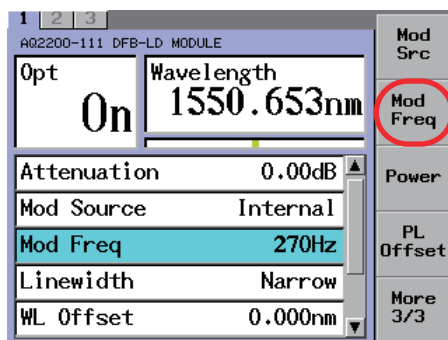 1 2 3
AQ2200-111 DFB-LD MODULE
Opt
On
Wavelength
1550.653nm
Attenuation 0.00dB
Mod Source Internal
Mod Freq 270Hz
Linewidth Narrow
WL Offset 0.000nm
Mod
Src
Mod
Freq
Power
PL
Offset
More
3/3